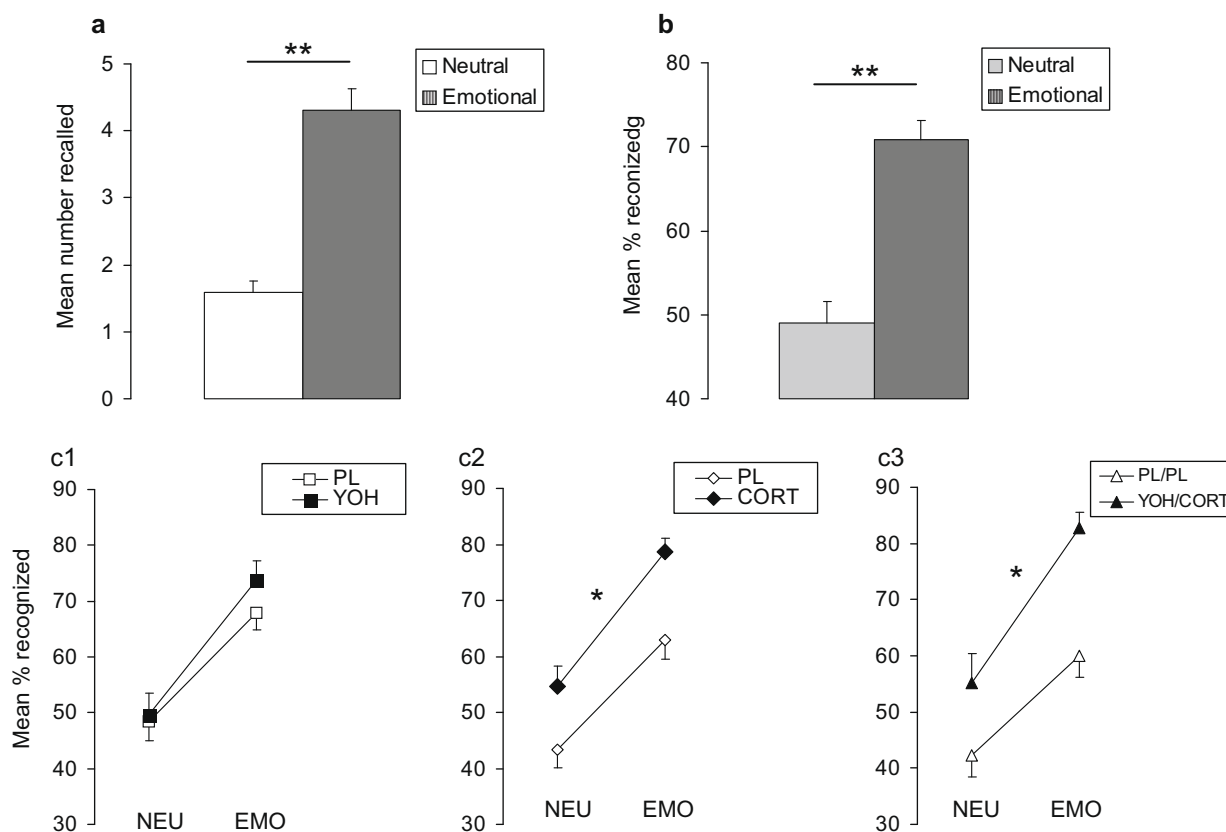 a
**
Neutral
Emotional
5
4
3
2
1
0
Mean number recalled
b
**
Neutral
Emotional
80
70
60
50
40
Mean % reconizedg
c1
PL
YOH
90
80
70
60
50
40
30
Mean % recognized
NEU EMO
c2
PL
CORT
90
80
70
60
50
40
30
*
NEU EMO
c3
PL/PL
YOH/CORT
90
80
70
60
50
40
30
*
NEU EMO